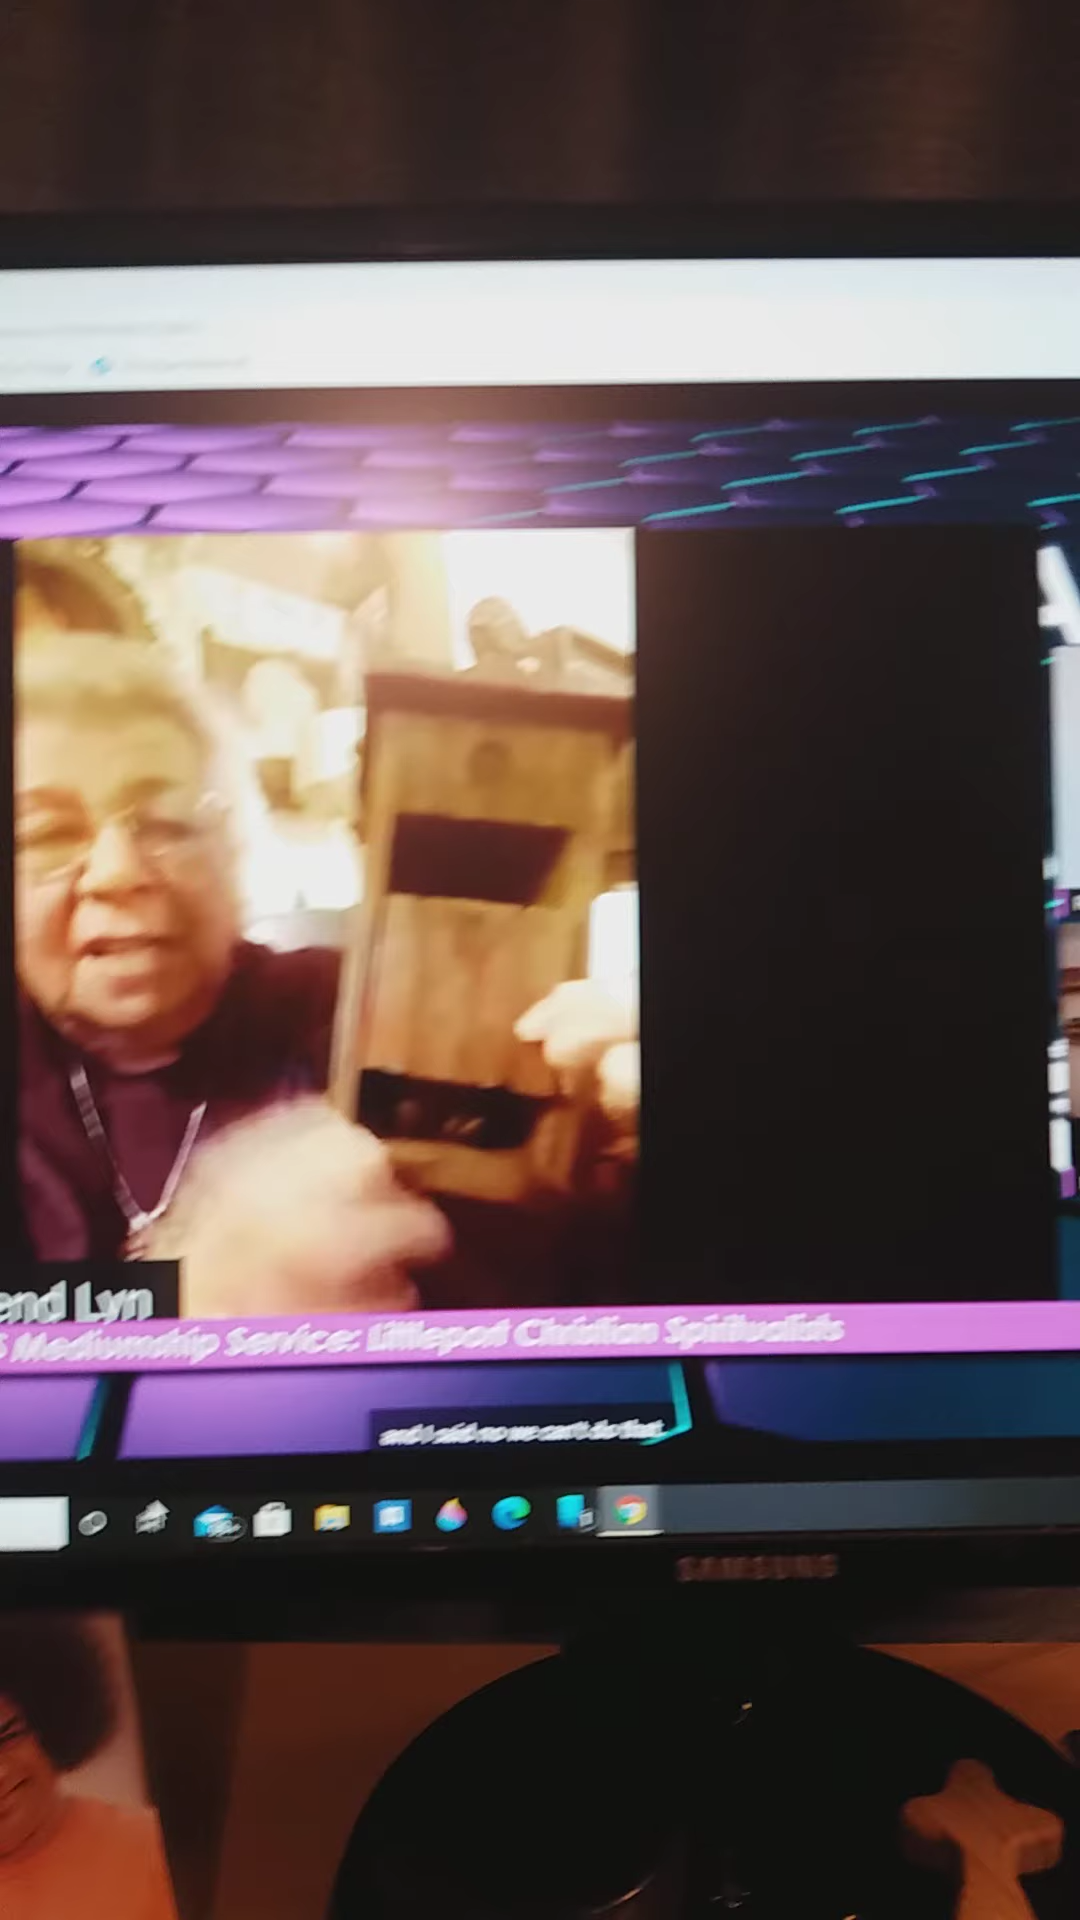 end Lyn
S Mediumship Service: Littleport Christian Spiritualists
and I said no we can't do that
SAMSUNG